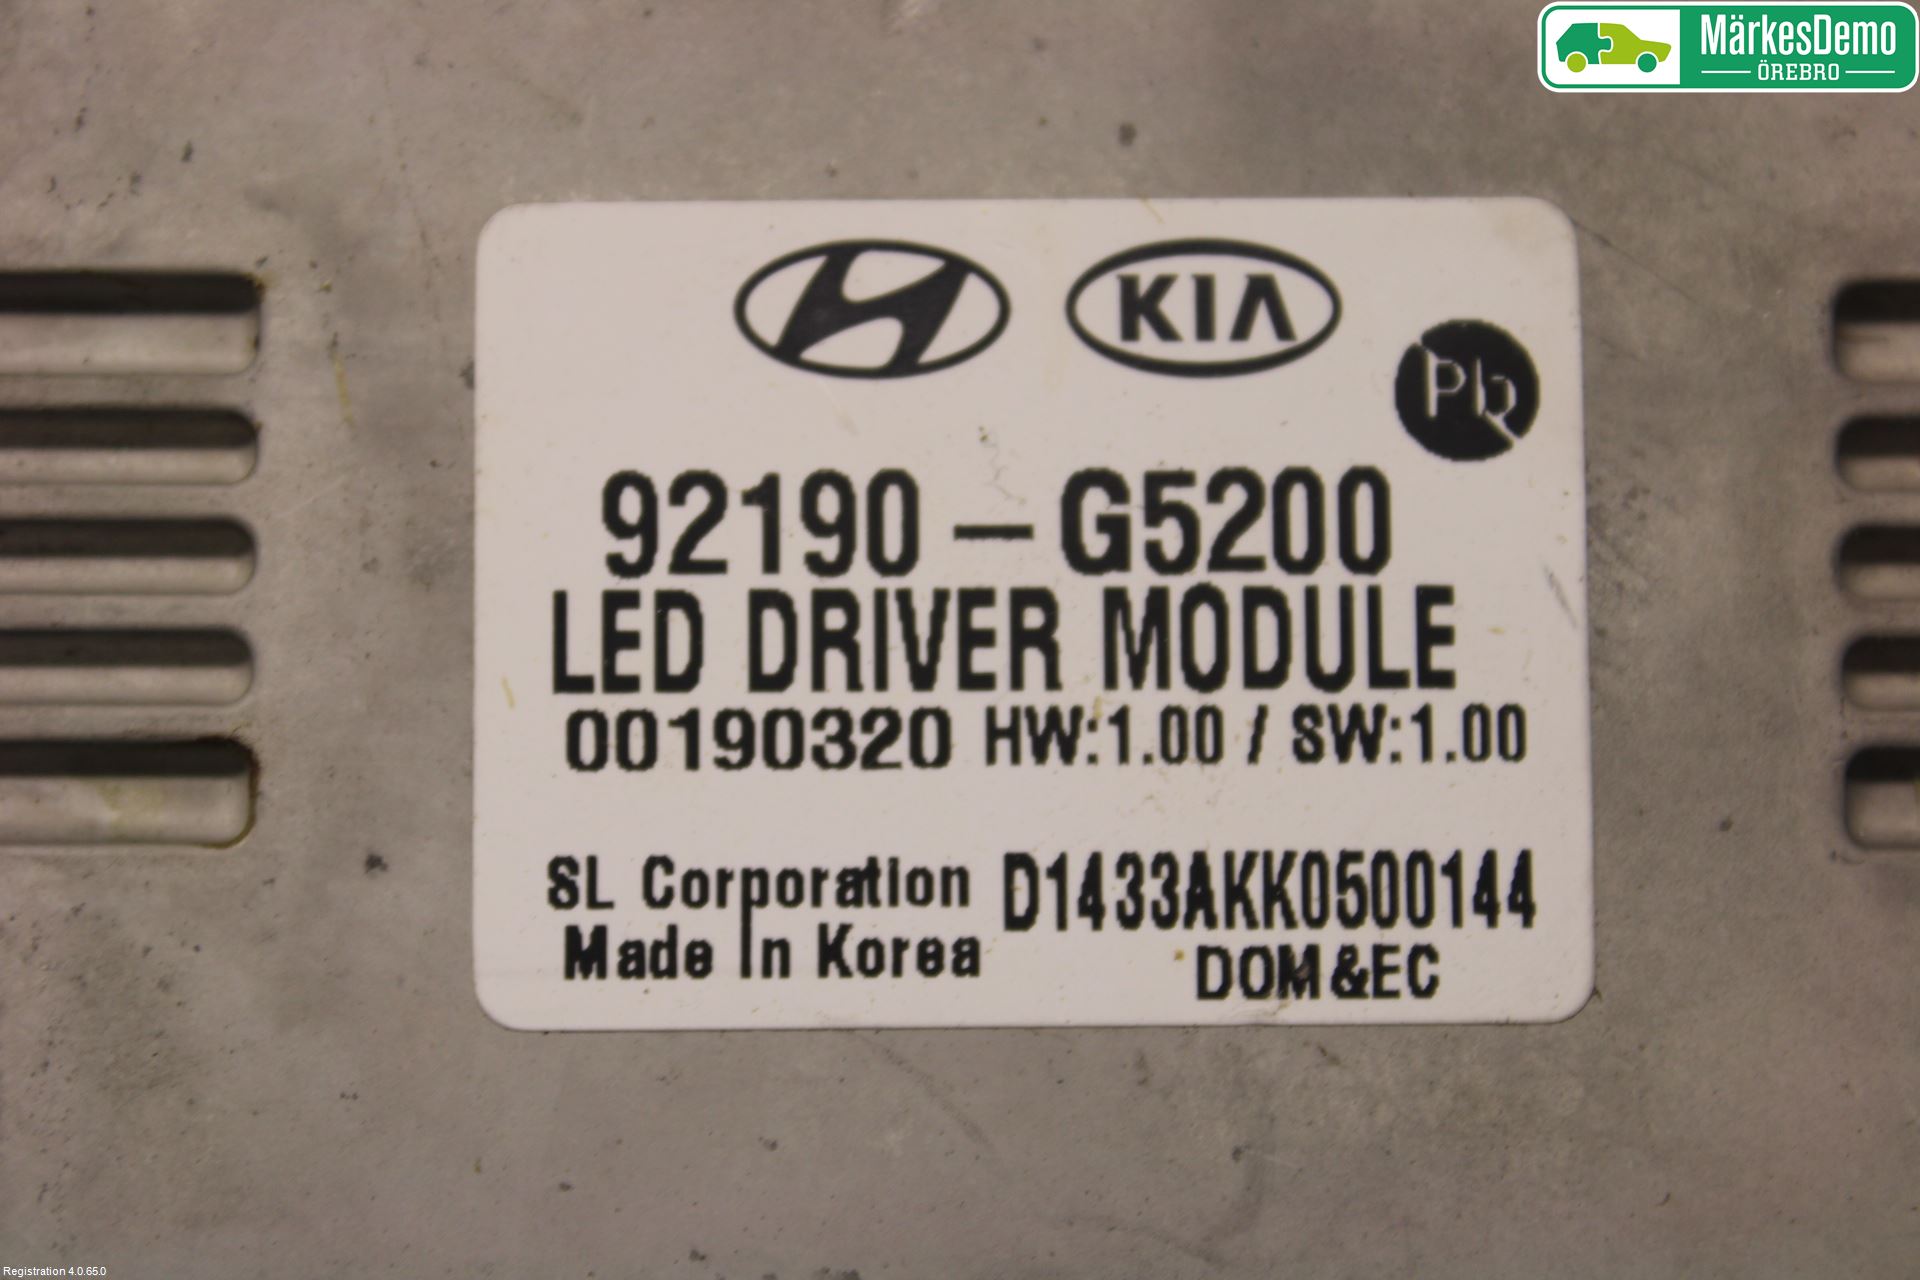 MärkesDemo
ÖREBRO
KIA
Pb
92190-G5200
LED DRIVER MODULE
00190320 HW:1.00 / SW:1.00
SL Corporation D1433AKK0500144
Made In Korea DOM&EC
Registration 4.0.65.0